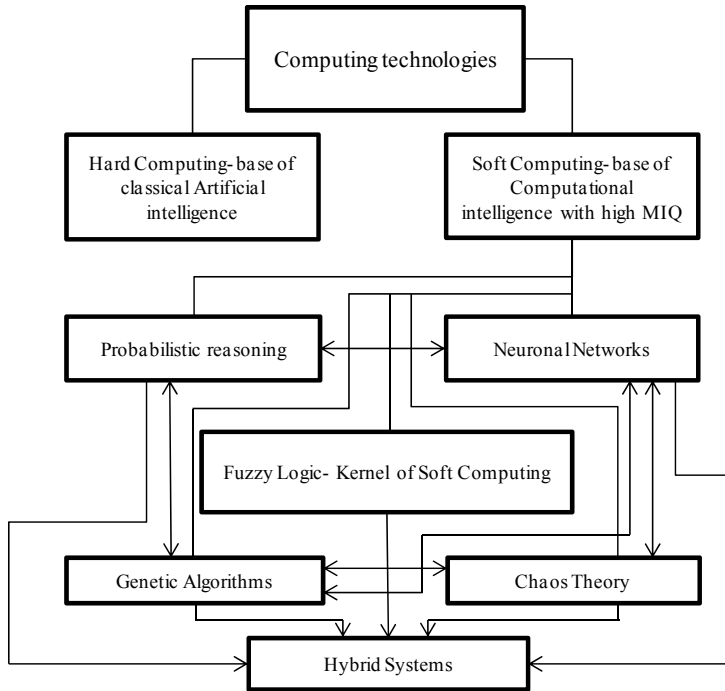 Computing technologies
Hard Computing- base of
classical Artificial
intelligence
Soft Computing- base of
Computational
intelligence with high MIQ
Probabilistic reasoning
Neuronal Networks
Fuzzy Logic- Kernel of Soft Computing
Genetic Algorithms
Chaos Theory
Hybrid Systems